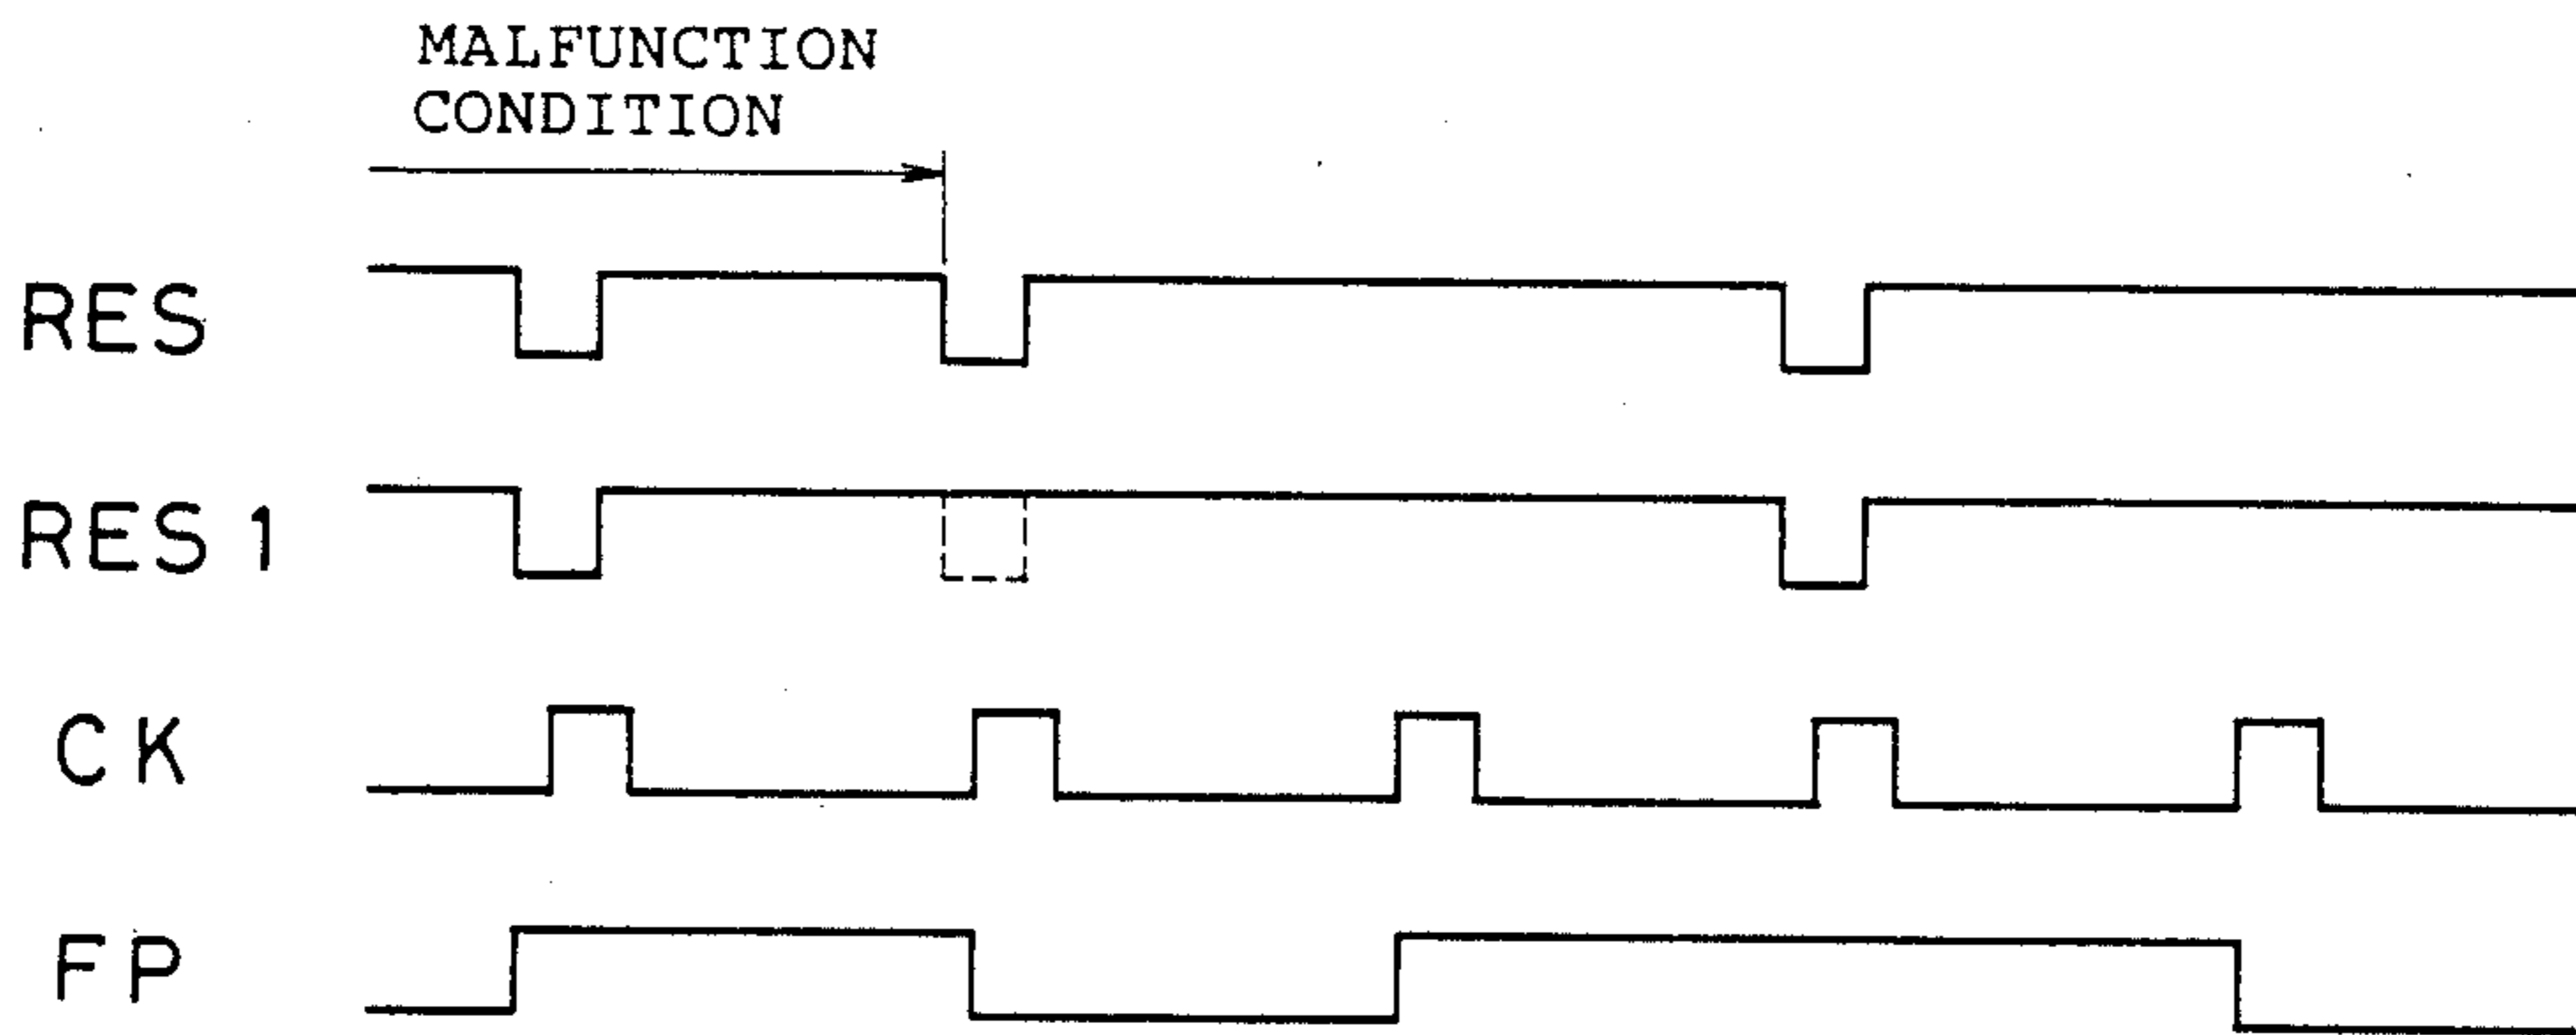 MALFUNCTION
CONDITION
RES
RES 1
CK
FP